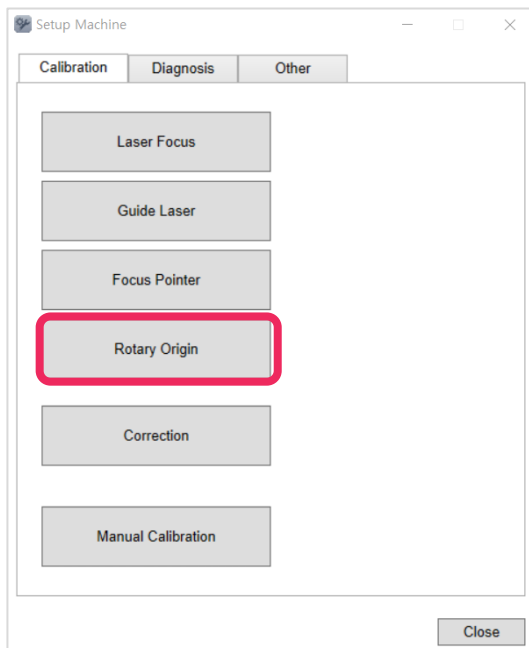 Setup Machine
Calibration Diagnosis Other
Laser Focus
Guide Laser
Focus Pointer
Rotary Origin
Correction
Manual Calibration
Close